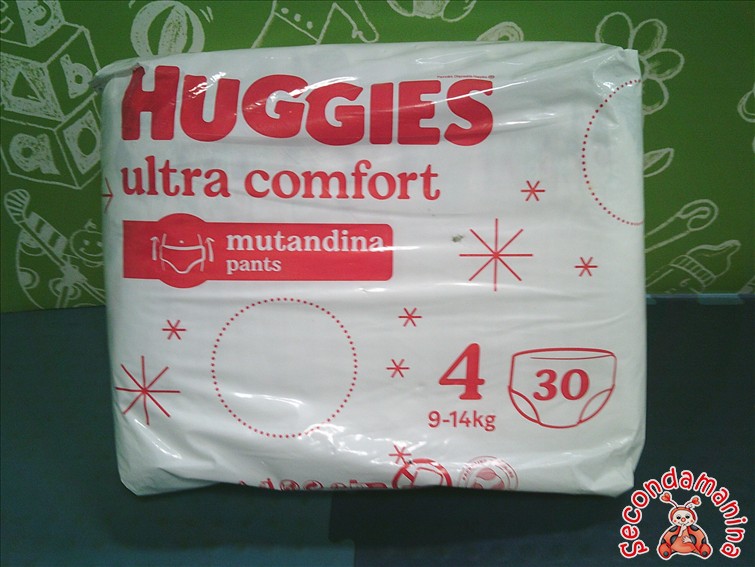 HUGGIES
ultra comfort
mutandina
pants
4
9-14kg
30
Secondamanina